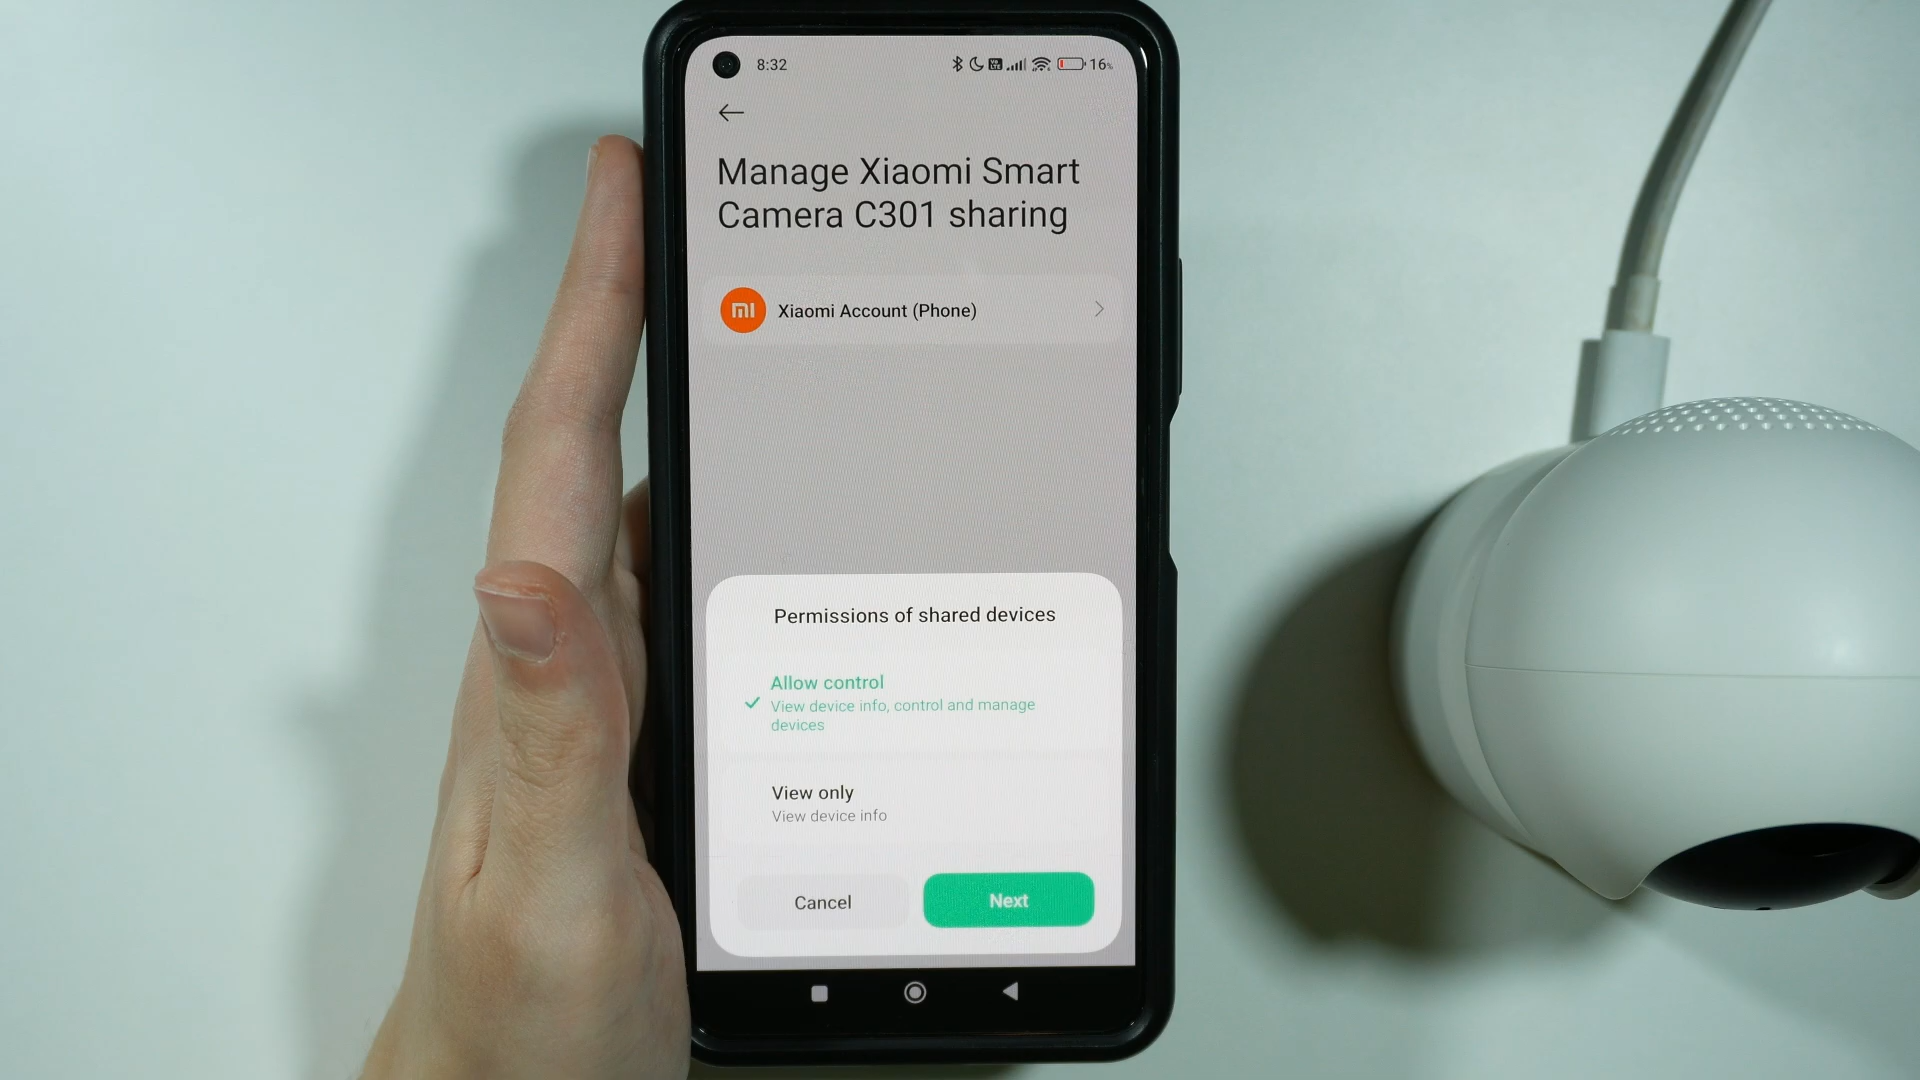 8:32
16%
Manage Xiaomi Smart
Camera C301 sharing
Xiaomi Account (Phone)
Permissions of shared devices
Allow control
View device info, control and manage
devices
View only
View device info
Cancel
Next